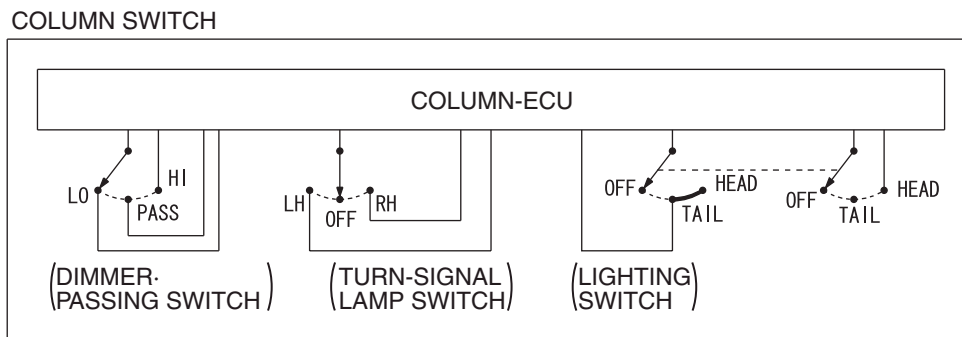 COLUMN SWITCH
COLUMN-ECU
LO
PASS
HI
LH
OFF
RH
OFF
TAIL
HEAD
OFF
TAIL
HEAD
(DIMMER·
PASSING SWITCH)
(TURN-SIGNAL
LAMP SWITCH)
(LIGHTING
SWITCH)